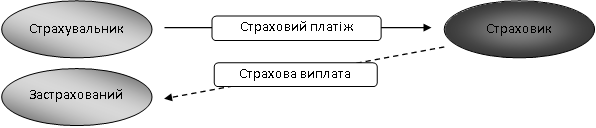 Страхувальник
Страховий платіж
Страховик
Страхова виплата
Застрахований